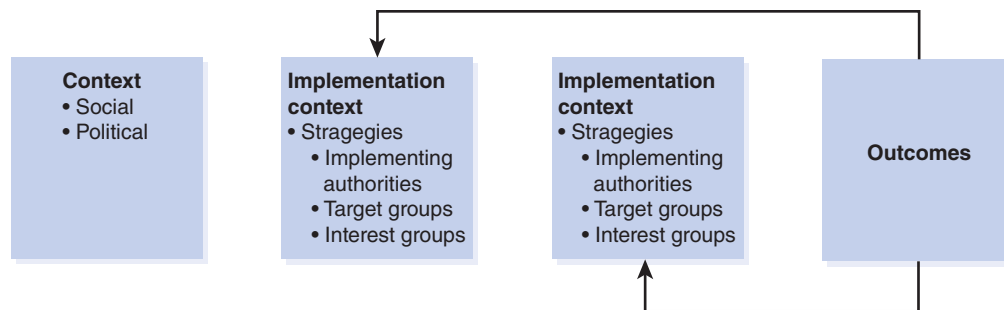 Context
• Social
• Political
Implementation
context
• Stragegies
• Implementing
authorities
• Target groups
• Interest groups
Implementation
context
• Stragegies
• Implementing
authorities
• Target groups
• Interest groups
Outcomes